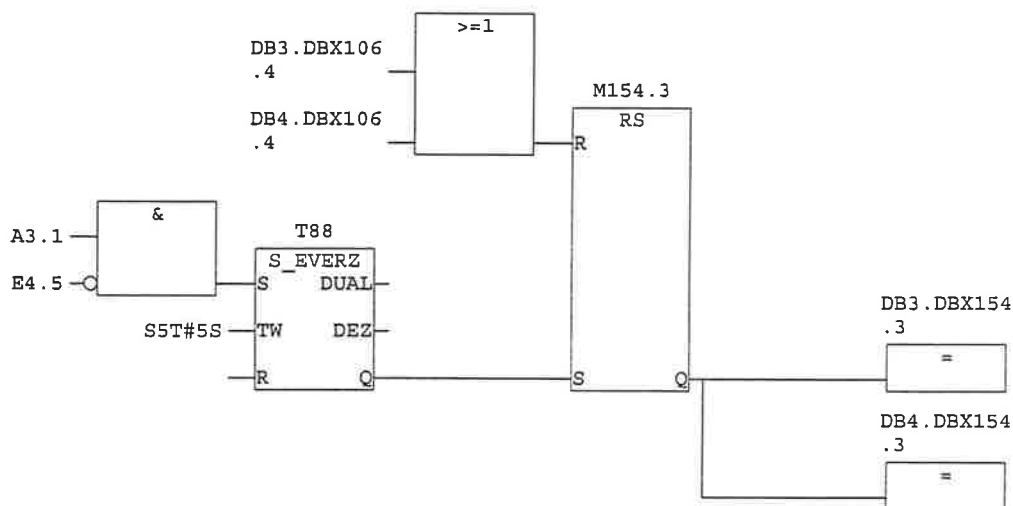 >=1
DB3.DBX106
.4
DB4.DBX106
.4
M154.3
RS
R
&
A3.1
E4.5
T88
S_EVERZ
S DUAL
S5T#5S TW DEZ
R Q
S Q
DB3.DBX154
.3
=
DB4.DBX154
.3
=